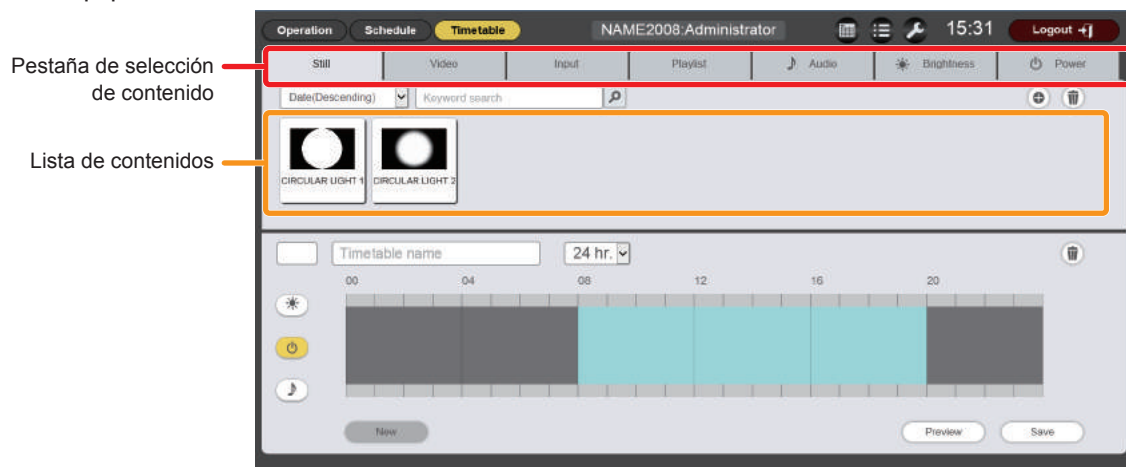 Operation Schedule Timetable NAME2008:Administrator 15:31 Logout
Pestaña de selección
de contenido
Still Video Input Playlist Audio Brightness Power
Date(Descending) Keyword search
Lista de contenidos
CIRCULAR LIGHT 1 CIRCULAR LIGHT 2
Timetable name 24 hr.
00 04 08 12 16 20
New Preview Save